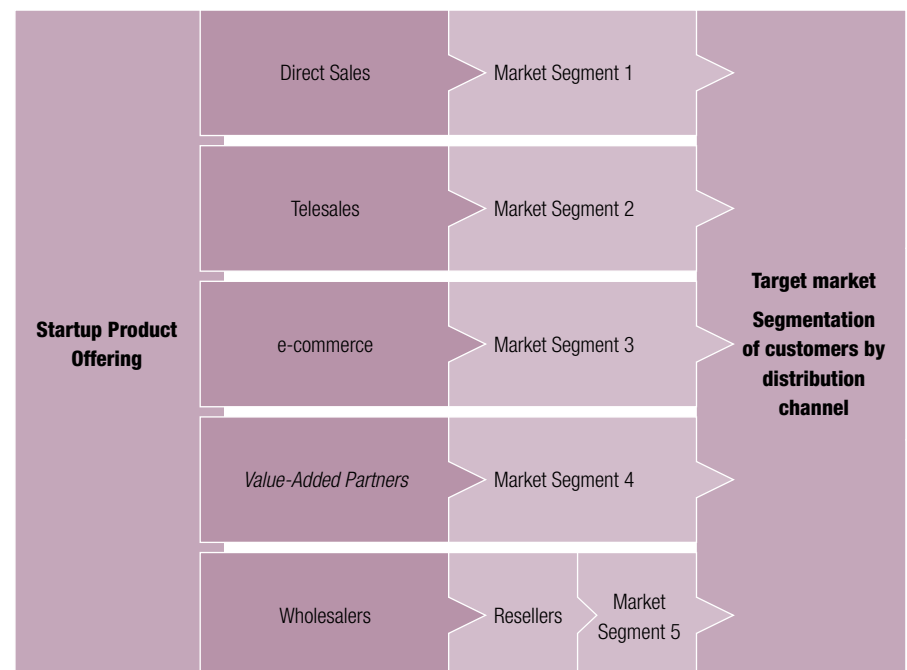 Startup Product
Offering
Direct Sales
Market Segment 1
Telesales
Market Segment 2
e-commerce
Market Segment 3
Value-Added Partners
Market Segment 4
Wholesalers
Resellers
Market
Segment 5
Target market
Segmentation
of customers by
distribution
channel